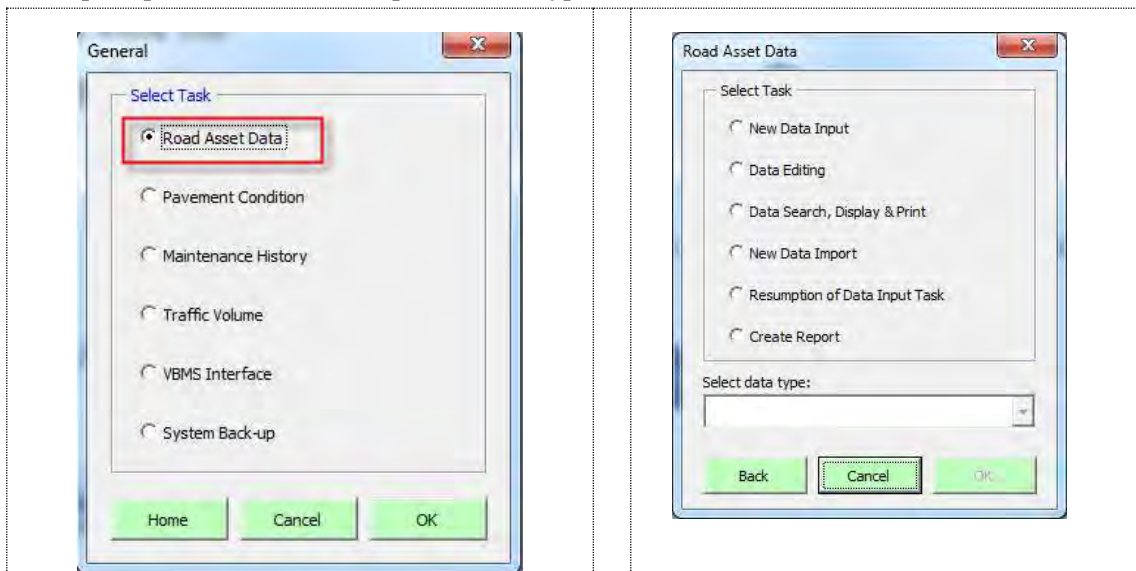 General
Select Task
Road Asset Data
Pavement Condition
Maintenance History
Traffic Volume
VBMS Interface
System Back-up
Home Cancel OK
Road Asset Data
Select Task
New Data Input
Data Editing
Data Search, Display & Print
New Data Import
Resumption of Data Input Task
Create Report
Select data type:
Back Cancel OK